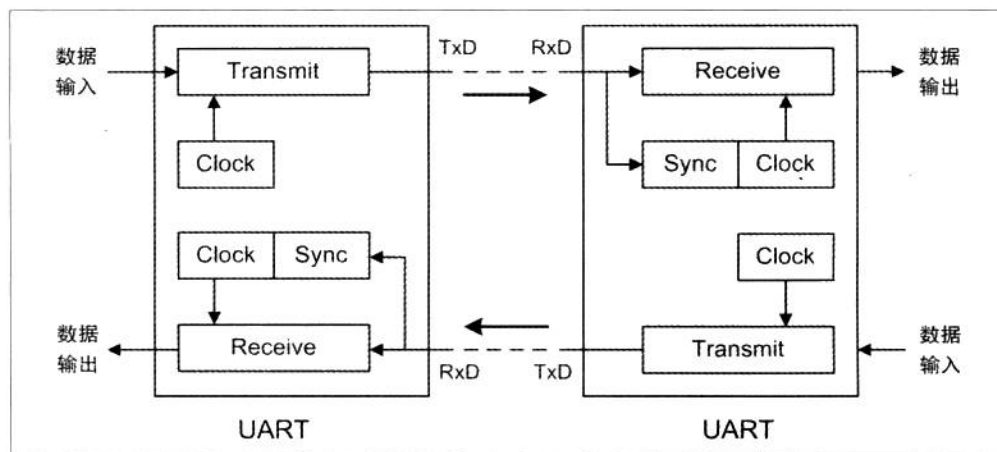 数据
输入
Transmit
TxD
RxD
Receive
数据
输出
Clock
Sync
Clock
Clock
Sync
Clock
数据
输出
Receive
RxD
TxD
Transmit
数据
输入
UART
UART